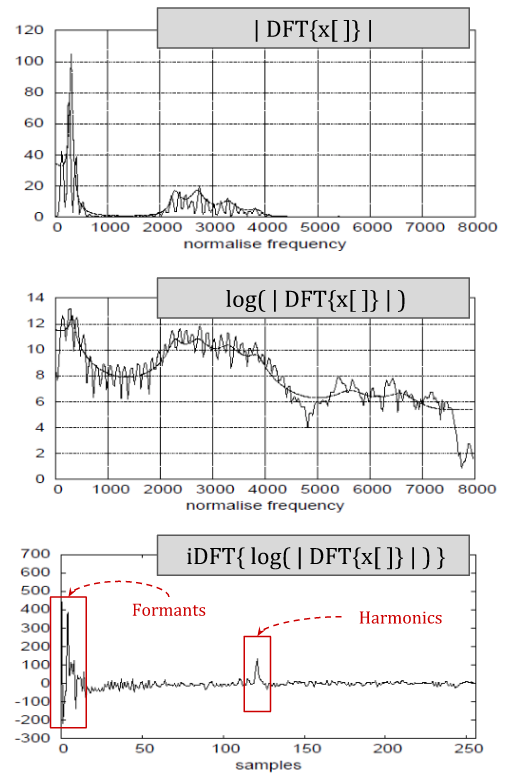 | DFT{x[ ]} |
120
100
80
60
40
20
0
0 1000 2000 3000 4000 5000 6000 7000 8000
normalise frequency
log( | DFT{x[ ]} | )
14
12
10
8
6
4
2
0
0 1000 2000 3000 4000 5000 6000 7000 8000
normalise frequency
iDFT{ log( | DFT{x[ ]} | ) }
700
600
500
400
300
200
100
0
-100
-200
-300
Formants
Harmonics
0 50 100 150 200 250
samples